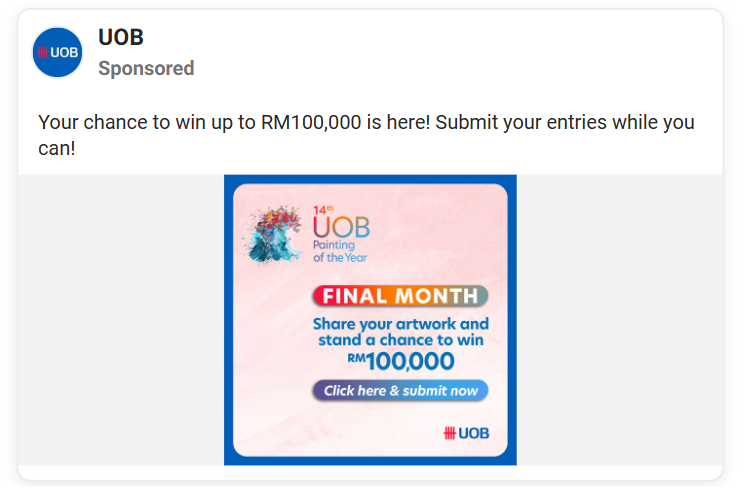 UOB
UOB
Sponsored
Your chance to win up to RM100,000 is here! Submit your entries while you
can!
14th
UOB
Painting
of the Year
FINAL MONTH
Share your artwork and
stand a chance to win
RM100,000
Click here & submit now
UOB